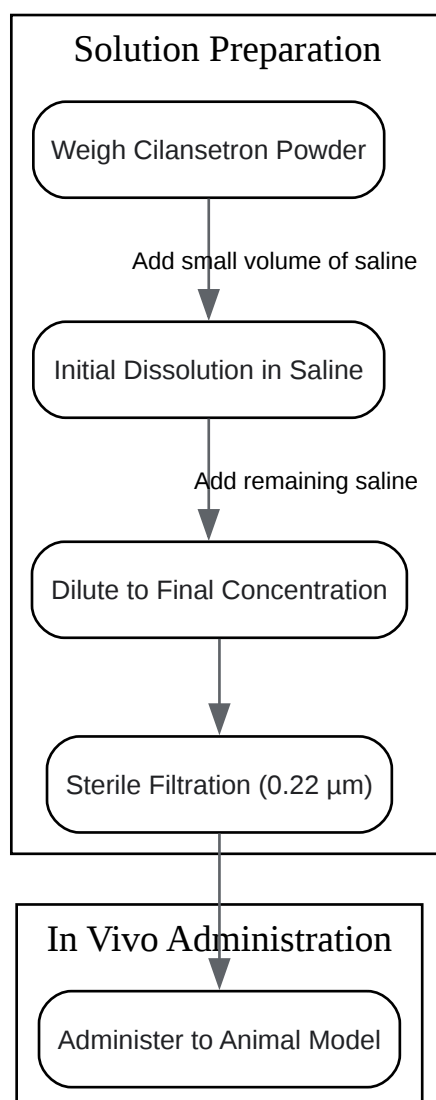 Solution Preparation
Weigh Cilansetron Powder
Add small volume of saline
Initial Dissolution in Saline
Add remaining saline
Dilute to Final Concentration
Sterile Filtration (0.22 µm)
In Vivo Administration
Administer to Animal Model